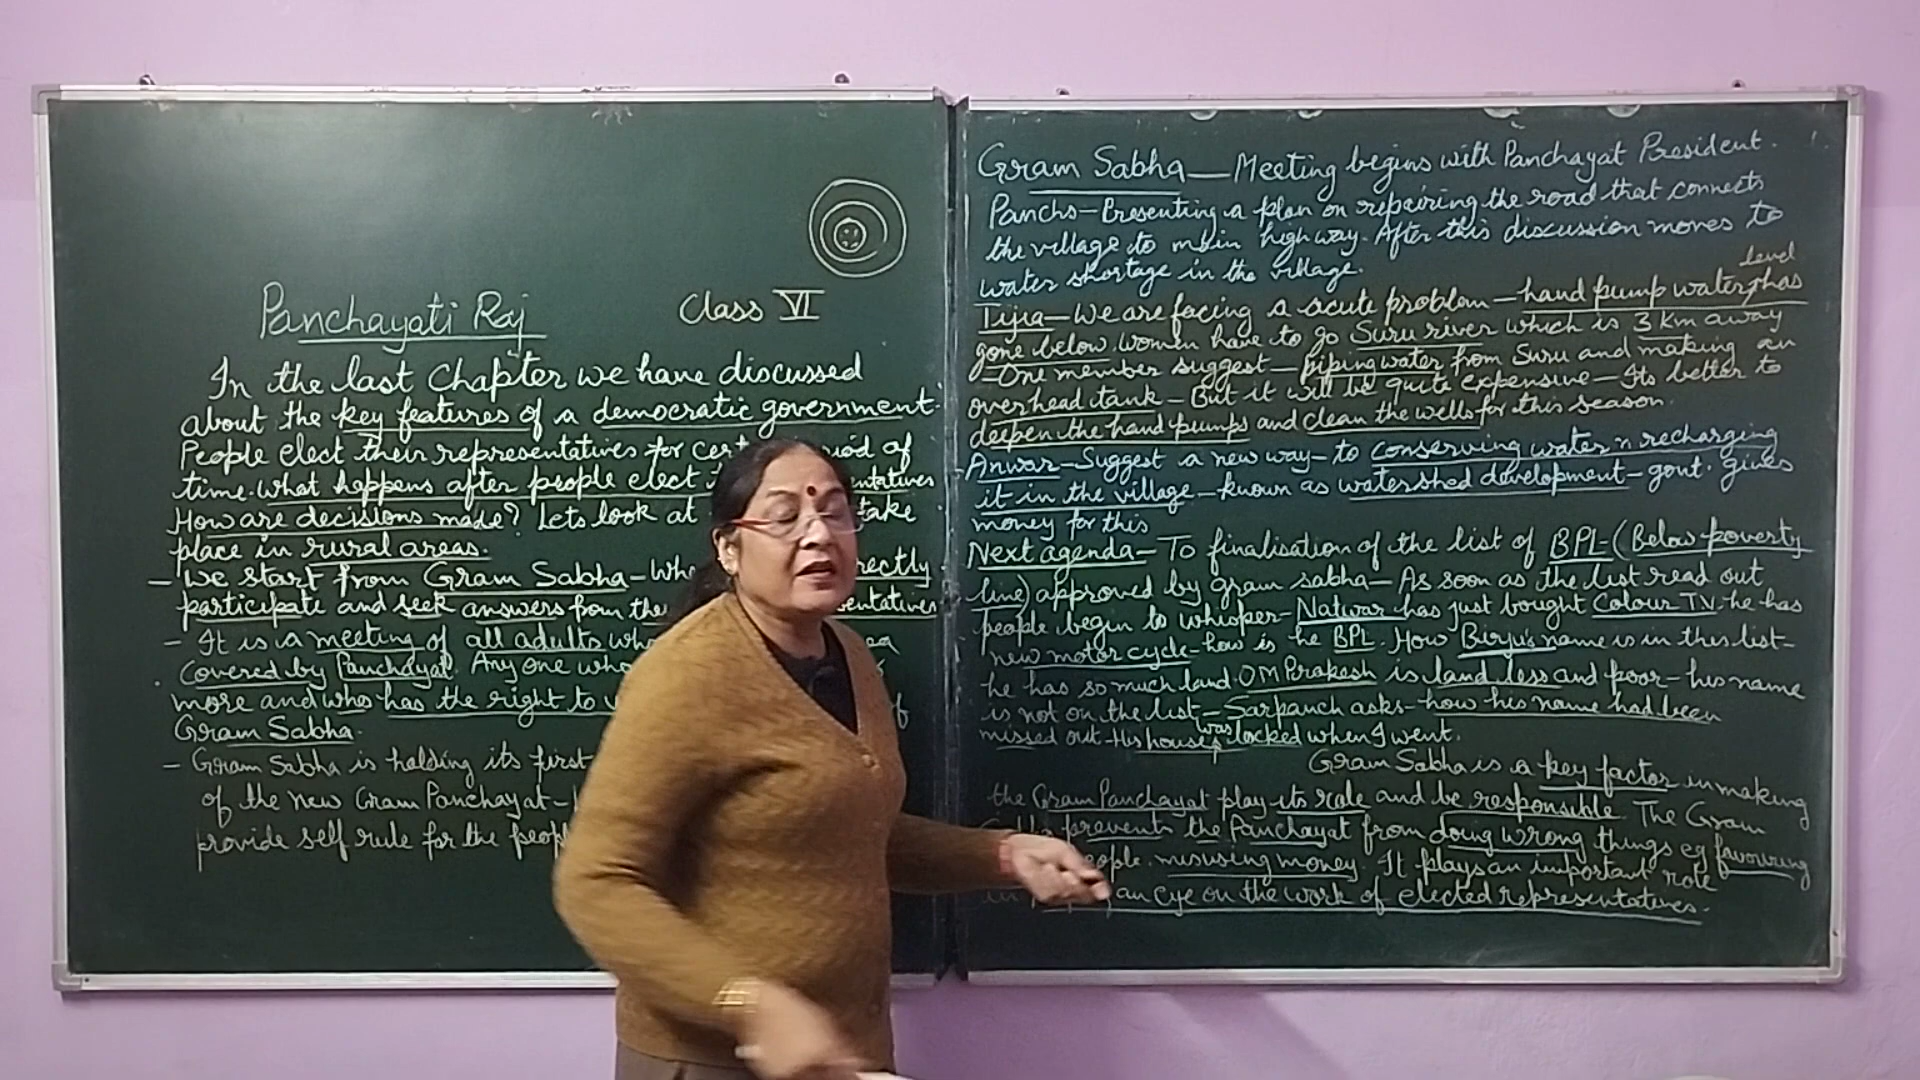 Panchayati Raj Class VI
In the last Chapter we have discussed
about the key features of a democratic government.
People elect their representatives for of
time. what happens after people elect
How are decisions made? Lets look at take
place in rural areas.
- We start from Gram Sabha -
participate and seek answers from
- It is a meeting of all adults
Covered by Panchayat. Any one who
more and who has the right to of
Gram Sabha.
- Gram Sabha is holding its first
of the new Gram Panchayat -
provide self rule for the
Gram Sabha - Meeting begins with Panchayat President.
Panchs - Presenting a plan on repairing the road that connects
the village to main highway. After this discussion moves to
water shortage in the village.
Tijia - We are facing a acute problem - hand pump water level has
gone below. women have to go Suru river which is 3 km away
- One member suggest - piping water from Suru and making an
overhead tank - But it will be quite expensive - Its better to
deepen the hand pumps and clean the wells for this season.
- Anwar - Suggest a new way - to conserving water n recharging
it in the village - known as watershed development - govt. gives
money for this
Next agenda - To finalisation of the list of BPL - (Below poverty
line) approved by gram sabha - As soon as the list read out
people begin to whisper - Natwar has just bought Colour TV. he has
new motor cycle - how is he BPL. How Birju's name is in this list -
he has so much land. OM Prakash is land less and poor - his name
is not on the list - Sarpanch asks - how his name had been
missed out. His house was locked when I went.
Gram Sabha is a key factor in making
the Gram Panchayat play its role and be responsible. The Gram
prevents the Panchayat from doing wrong things eg favouring
misusing money. It plays an important role
an eye on the work of elected representatives.